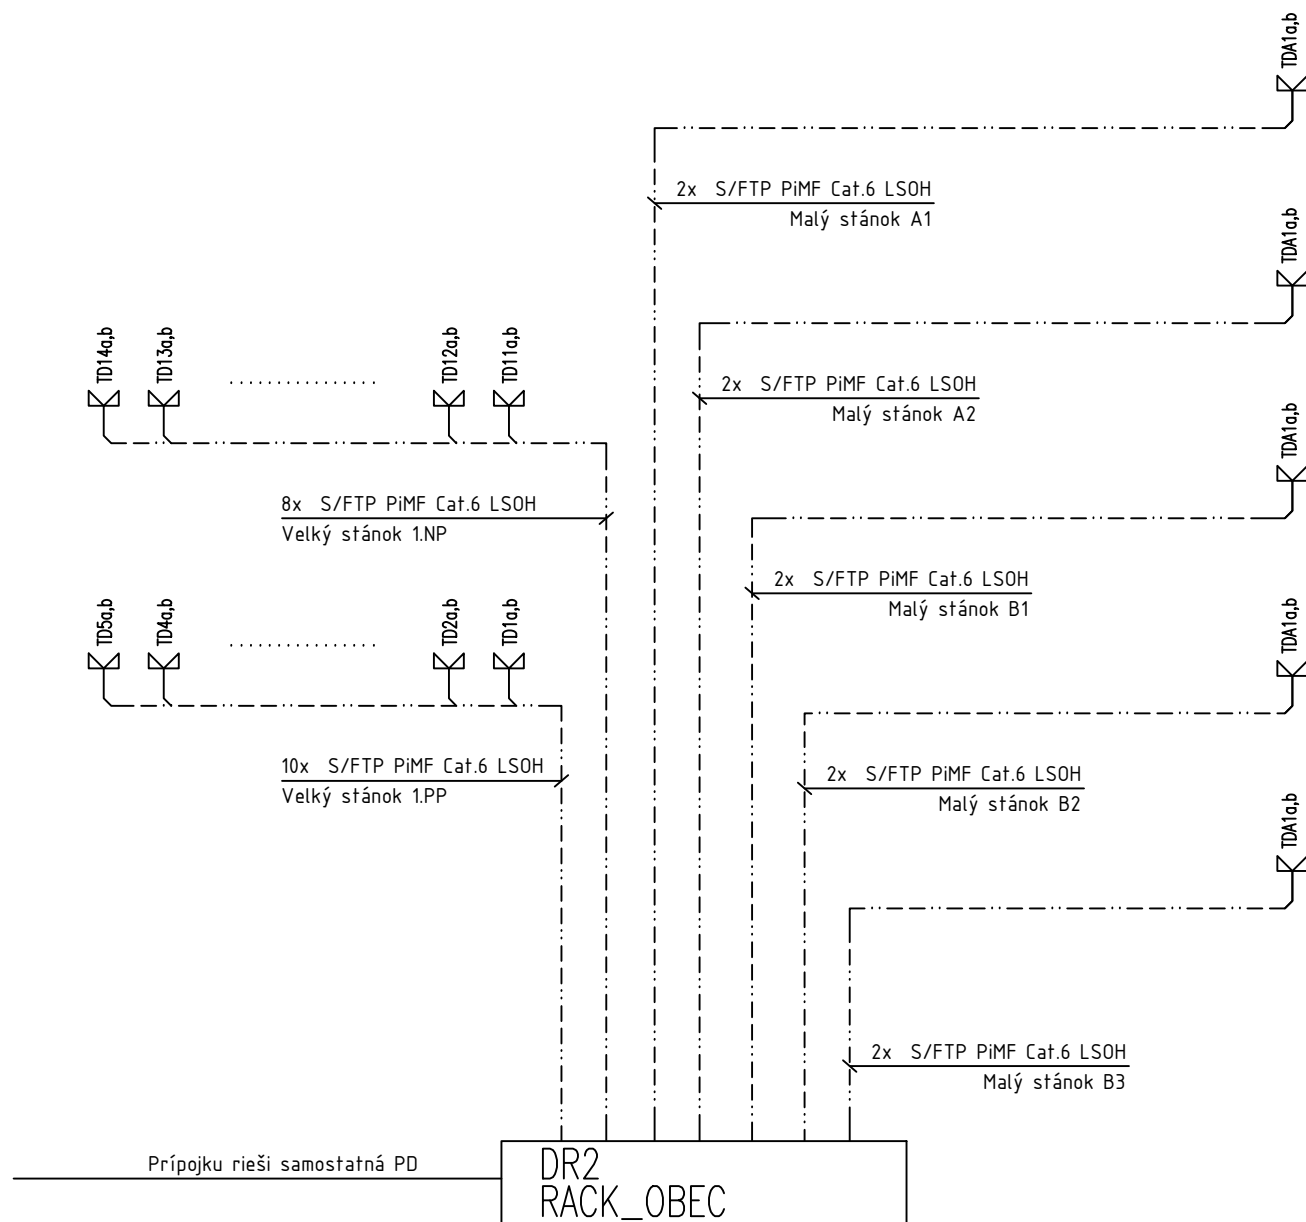 TDA1a,b
2x S/FTP PiMF Cat.6 LSOH
Malý stánok A1
TDA1a,b
2x S/FTP PiMF Cat.6 LSOH
Malý stánok A2
TD14a,b
TD13a,b
TD12a,b
TD11a,b
8x S/FTP PiMF Cat.6 LSOH
Velký stánok 1.NP
TDA1a,b
2x S/FTP PiMF Cat.6 LSOH
Malý stánok B1
TD5a,b
TD4a,b
TD2a,b
TD1a,b
10x S/FTP PiMF Cat.6 LSOH
Velký stánok 1.PP
TDA1a,b
2x S/FTP PiMF Cat.6 LSOH
Malý stánok B2
TDA1a,b
2x S/FTP PiMF Cat.6 LSOH
Malý stánok B3
Prípojku rieši samostatná PD
DR2
RACK_OBEC